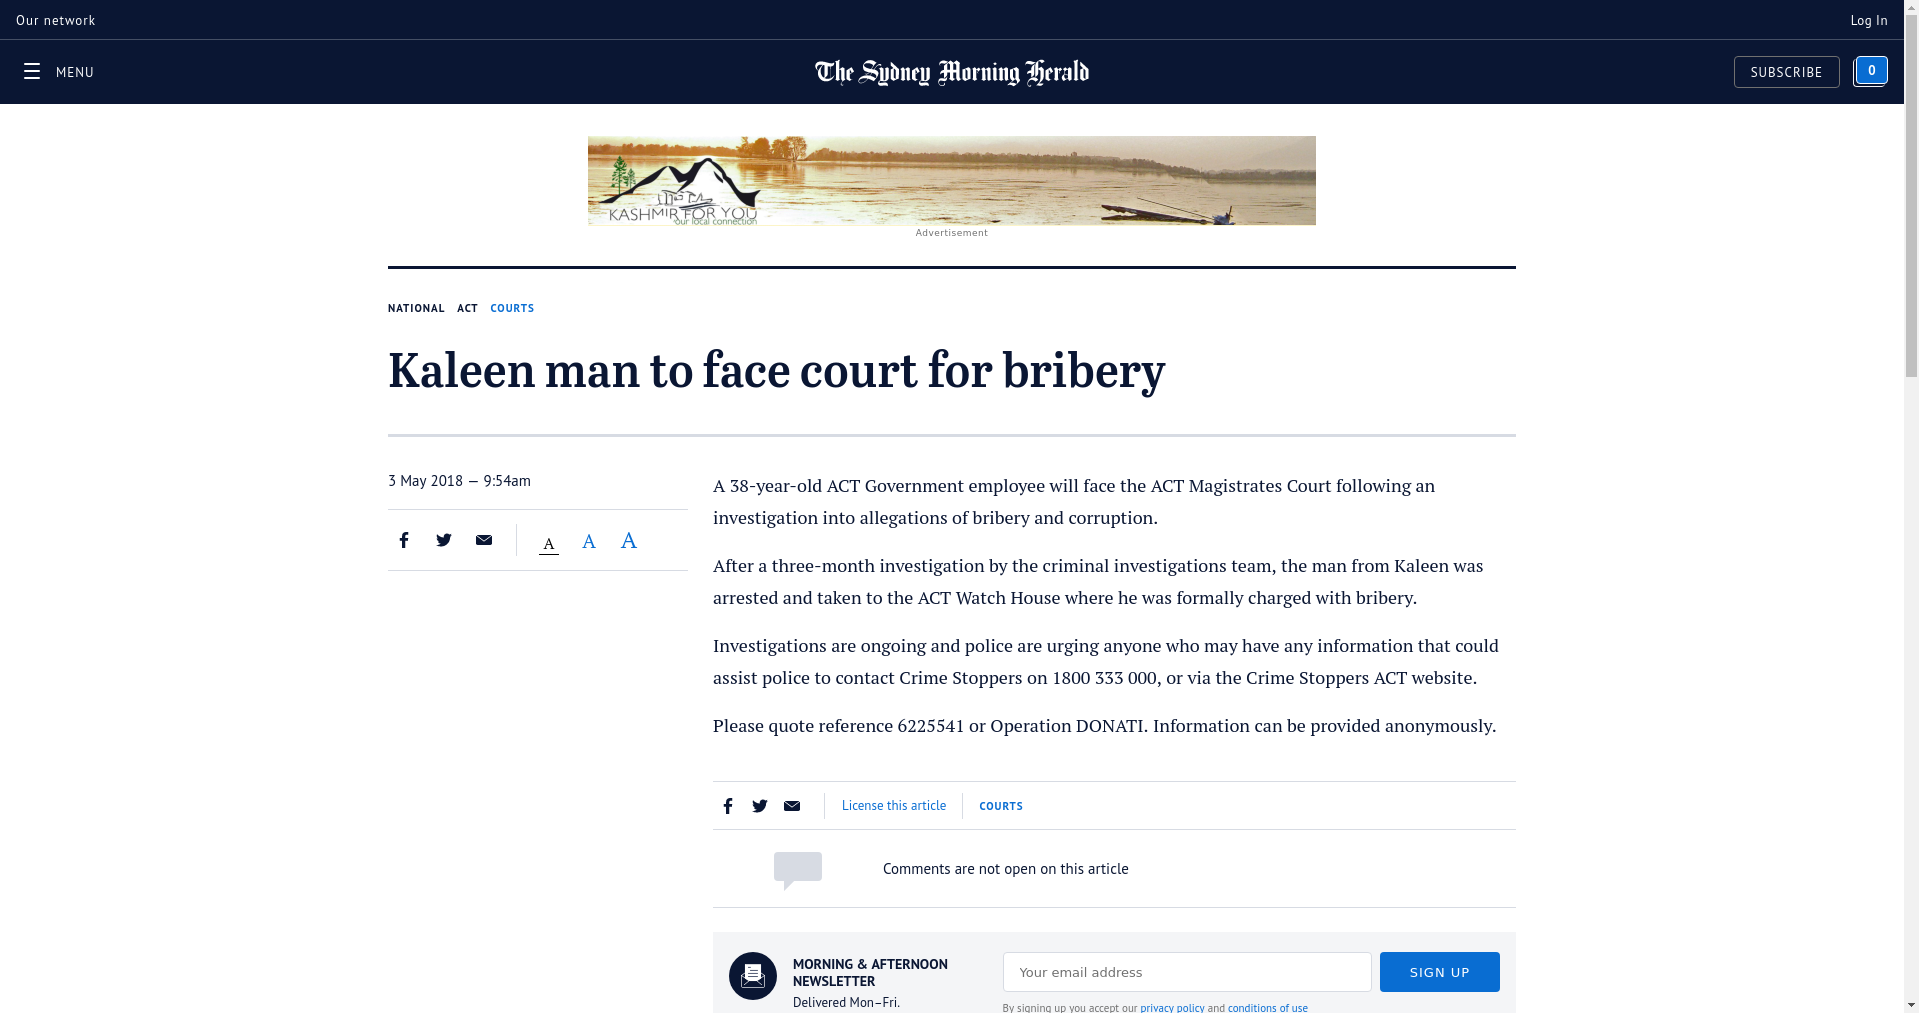 Our network
Log In
MENU
The Sydney Morning Herald
SUBSCRIBE
0
KASHMIR FOR YOU
our local connection
Advertisement
NATIONAL ACT COURTS
Kaleen man to face court for bribery
3 May 2018 — 9:54am
A A A
A 38-year-old ACT Government employee will face the ACT Magistrates Court following an
investigation into allegations of bribery and corruption.
After a three-month investigation by the criminal investigations team, the man from Kaleen was
arrested and taken to the ACT Watch House where he was formally charged with bribery.
Investigations are ongoing and police are urging anyone who may have any information that could
assist police to contact Crime Stoppers on 1800 333 000, or via the Crime Stoppers ACT website.
Please quote reference 6225541 or Operation DONATI. Information can be provided anonymously.
License this article COURTS
Comments are not open on this article
MORNING & AFTERNOON
NEWSLETTER
Delivered Mon–Fri.
Your email address
SIGN UP
By signing up you accept our privacy policy and conditions of use